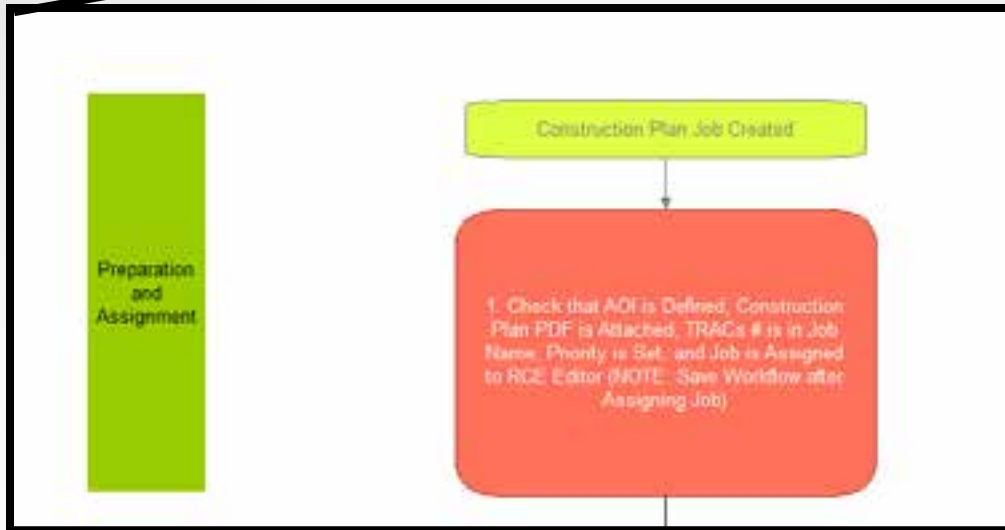 Preparation
and
Assignment
Construction Plan Job Created
1. Check that AOI is Defined, Construction
Plan PDF is Attached, TRACs # is in Job
Name, Priority is Set, and Job is Assigned
to RCE Editor (NOTE: Save Workflow after
Assigning Job)